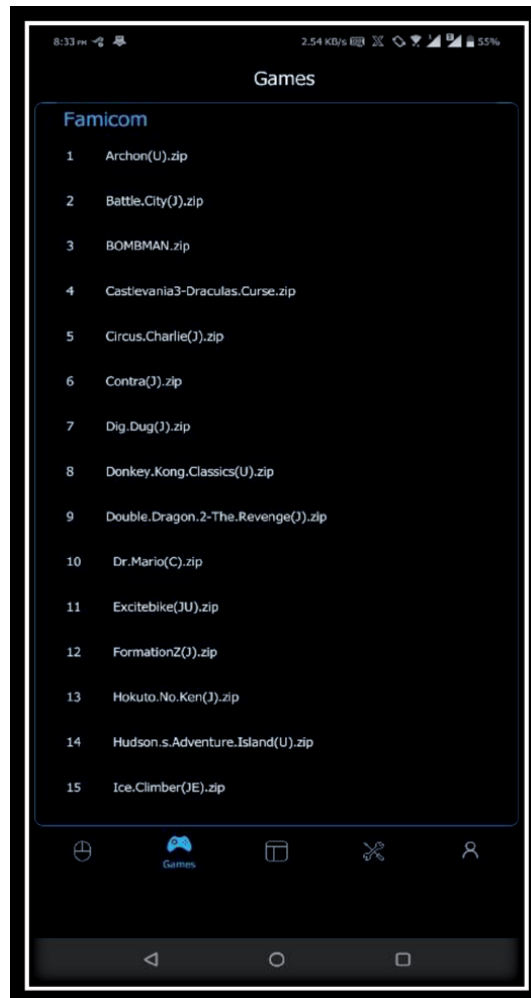 8:33 PM 2.54 KB/s 55%
Games
Famicom
1 Archon(U).zip
2 Battle.City(J).zip
3 BOMBMAN.zip
4 Castlevania3-Draculas.Curse.zip
5 Circus.Charlie(J).zip
6 Contra(J).zip
7 Dig.Dug(J).zip
8 Donkey.Kong.Classics(U).zip
9 Double.Dragon.2-The.Revenge(J).zip
10 Dr.Mario(C).zip
11 Excitebike(JU).zip
12 FormationZ(J).zip
13 Hokuto.No.Ken(J).zip
14 Hudson.s.Adventure.Island(U).zip
15 Ice.Climber(JE).zip
Games